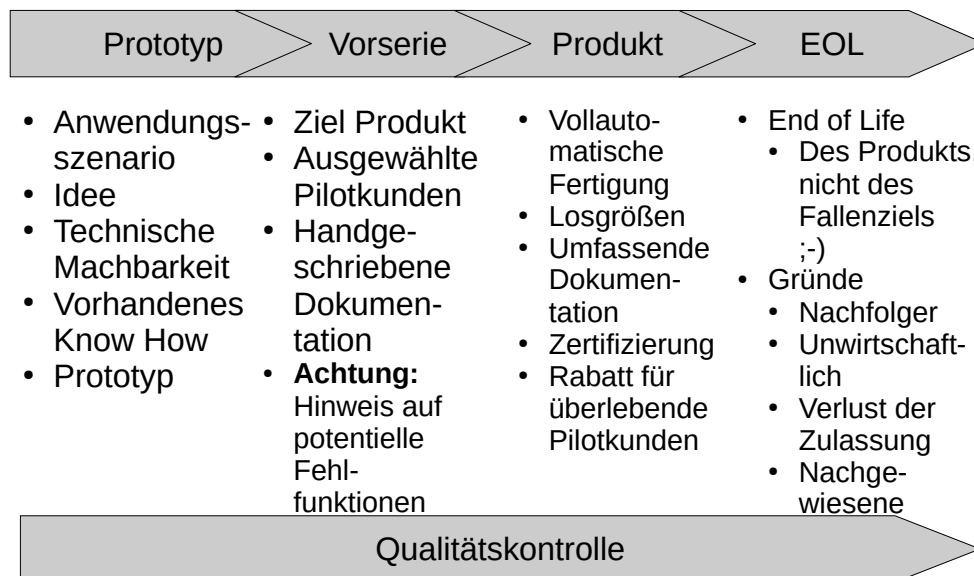 Prototyp
Vorserie
Produkt
EOL
• Anwendungs-
szenario
• Idee
• Technische
Machbarkeit
• Vorhandenes
Know How
• Prototyp
• Ziel Produkt
• Ausgewählte
Pilotkunden
• Handge-
schriebene
Dokumen-
tation
• Achtung:
Hinweis auf
potentielle
Fehl-
funktionen
• Vollauto-
matische
Fertigung
• Losgrößen
• Umfassende
Dokumen-
tation
• Zertifizierung
• Rabatt für
überlebende
Pilotkunden
• End of Life
• Des Produkts,
nicht des
Fallenziels
;-)
• Gründe
• Nachfolger
• Unwirtschaft-
lich
• Verlust der
Zulassung
• Nachge-
wiesene
Qualitätskontrolle